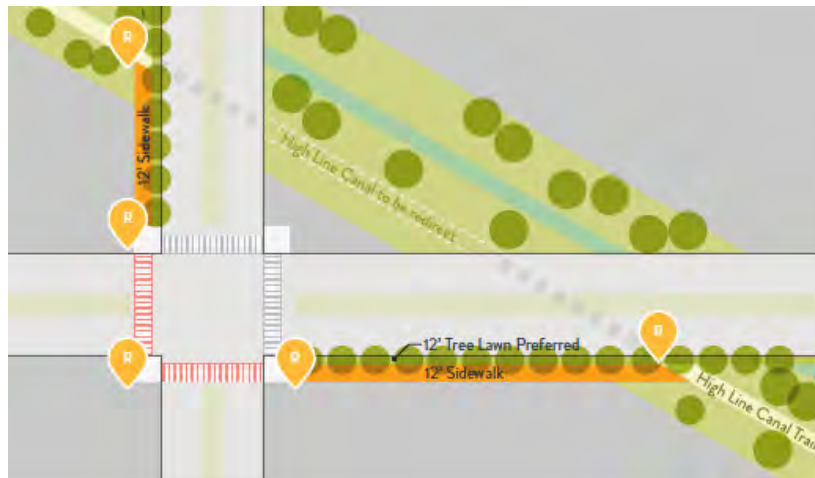 R
12' Sidewalk
High Line Canal to be redirect
R
R
12' Tree Lawn Preferred
R
R
12' Sidewalk
High Line Canal Trai